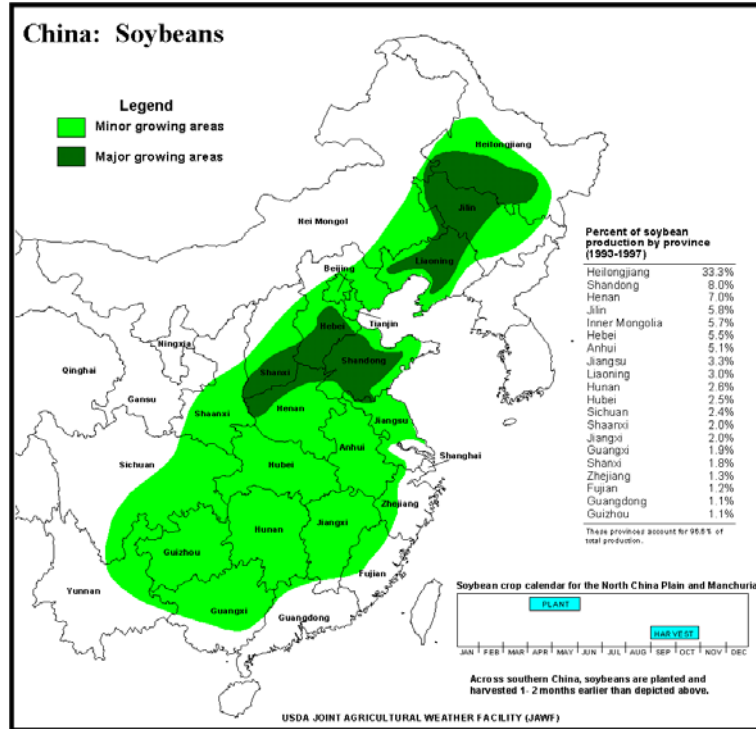 China: Soybeans
Legend
Minor growing areas
Major growing areas
Heilongjiang
Jilin
Nei Mongol
Liaoning
Beijing
Tianjin
Hebei
Ningxia
Shandong
Qinghai
Shanxi
Gansu
Henan
Shaanxi
Jiangsu
Anhui
Shanghai
Sichuan
Hubei
Zhejiang
Hunan
Jiangxi
Guizhou
Fujian
Yunnan
Guangxi
Guangdong
Percent of soybean
production by province
(1993-1997)
Heilongjiang 33.3%
Shandong 8.0%
Henan 7.0%
Jilin 5.8%
Inner Mongolia 5.7%
Hebei 5.5%
Anhui 5.1%
Jiangsu 3.3%
Liaoning 3.0%
Hunan 2.6%
Hubei 2.5%
Sichuan 2.4%
Shaanxi 2.0%
Jiangxi 2.0%
Guangxi 1.9%
Shanxi 1.8%
Zhejiang 1.3%
Fujian 1.2%
Guangdong 1.1%
Guizhou 1.1%
These provinces account for 96.6% of
total production.
Soybean crop calendar for the North China Plain and Manchuria
PLANT
HARVEST
JAN FEB MAR APR MAY JUN JUL AUG SEP OCT NOV DEC
Across southern China, soybeans are planted and
harvested 1- 2 months earlier than depicted above.
USDA JOINT AGRICULTURAL WEATHER FACILITY (JAWF)